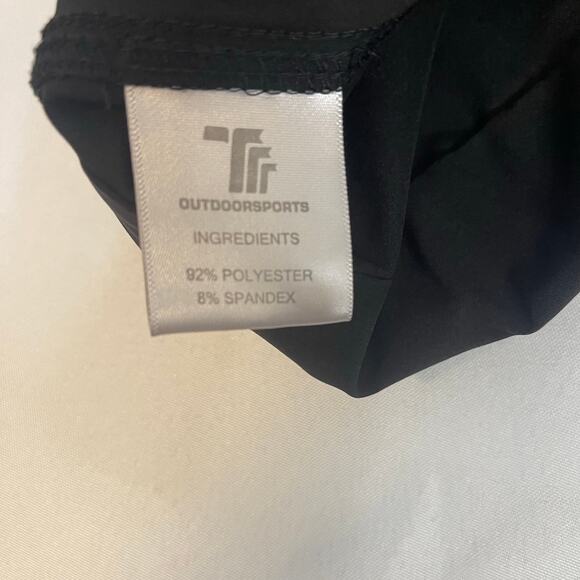 OUTDOORSPORTS
INGREDIENTS
92% POLYESTER
8% SPANDEX